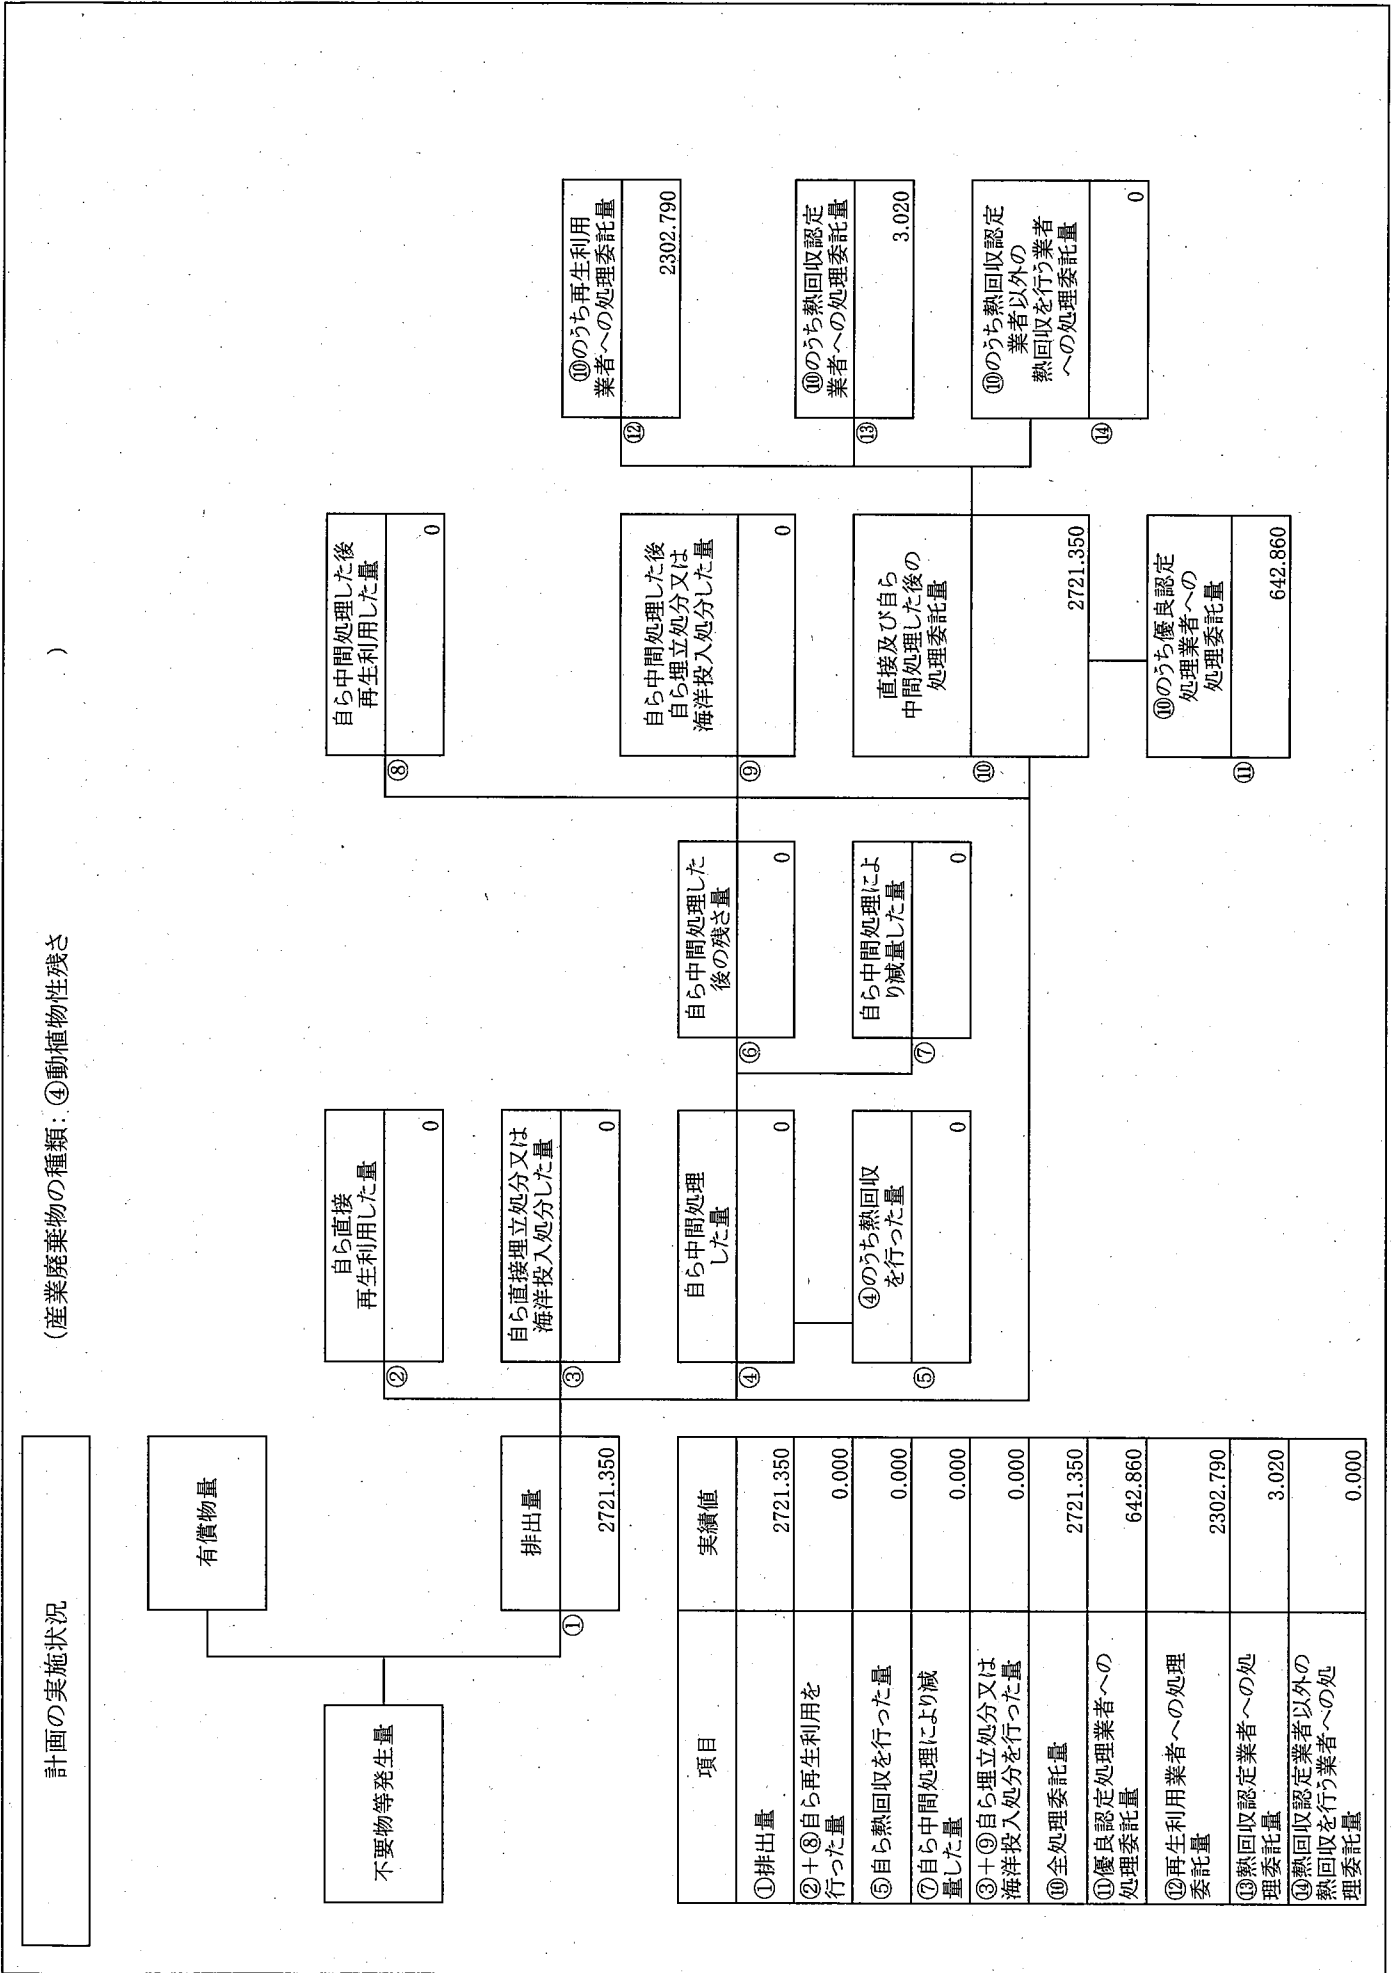 計画の実施状況
(産業廃棄物の種類：④動植物性残さ　)
不要物等発生量
有償物量
①
排出量
2721.350
②
自ら直接
再生利用した量
0
③
自ら直接埋立処分又は
海洋投入処分した量
0
④
自ら中間処理
した量
0
⑤
④のうち熱回収
を行った量
0
⑥
自ら中間処理した
後の残さ量
0
⑦
自ら中間処理によ
り減量した量
0
⑧
自ら中間処理した後
再生利用した量
0
⑨
自ら中間処理した後
自ら埋立処分又は
海洋投入処分した量
0
⑩
直接及び自ら
中間処理した後の
処理委託量
2721.350
⑪
⑩のうち優良認定
処理業者への
処理委託量
642.860
⑫
⑩のうち再生利用
業者への処理委託量
2302.790
⑬
⑩のうち熱回収認定
業者への処理委託量
3.020
⑭
⑩のうち熱回収認定
業者以外の
熱回収を行う業者
への処理委託量
0
項目　実績値
①排出量　2721.350
②＋⑧自ら再生利用を
行った量　0.000
⑤自ら熱回収を行った量　0.000
⑦自ら中間処理により減
量した量　0.000
③＋⑨自ら埋立処分又は
海洋投入処分を行った量　0.000
⑩全処理委託量　2721.350
⑪優良認定処理業者への
処理委託量　642.860
⑫再生利用業者への処理
委託量　2302.790
⑬熱回収認定業者への処
理委託量　3.020
⑭熱回収認定業者以外の
熱回収を行う業者への処
理委託量　0.000